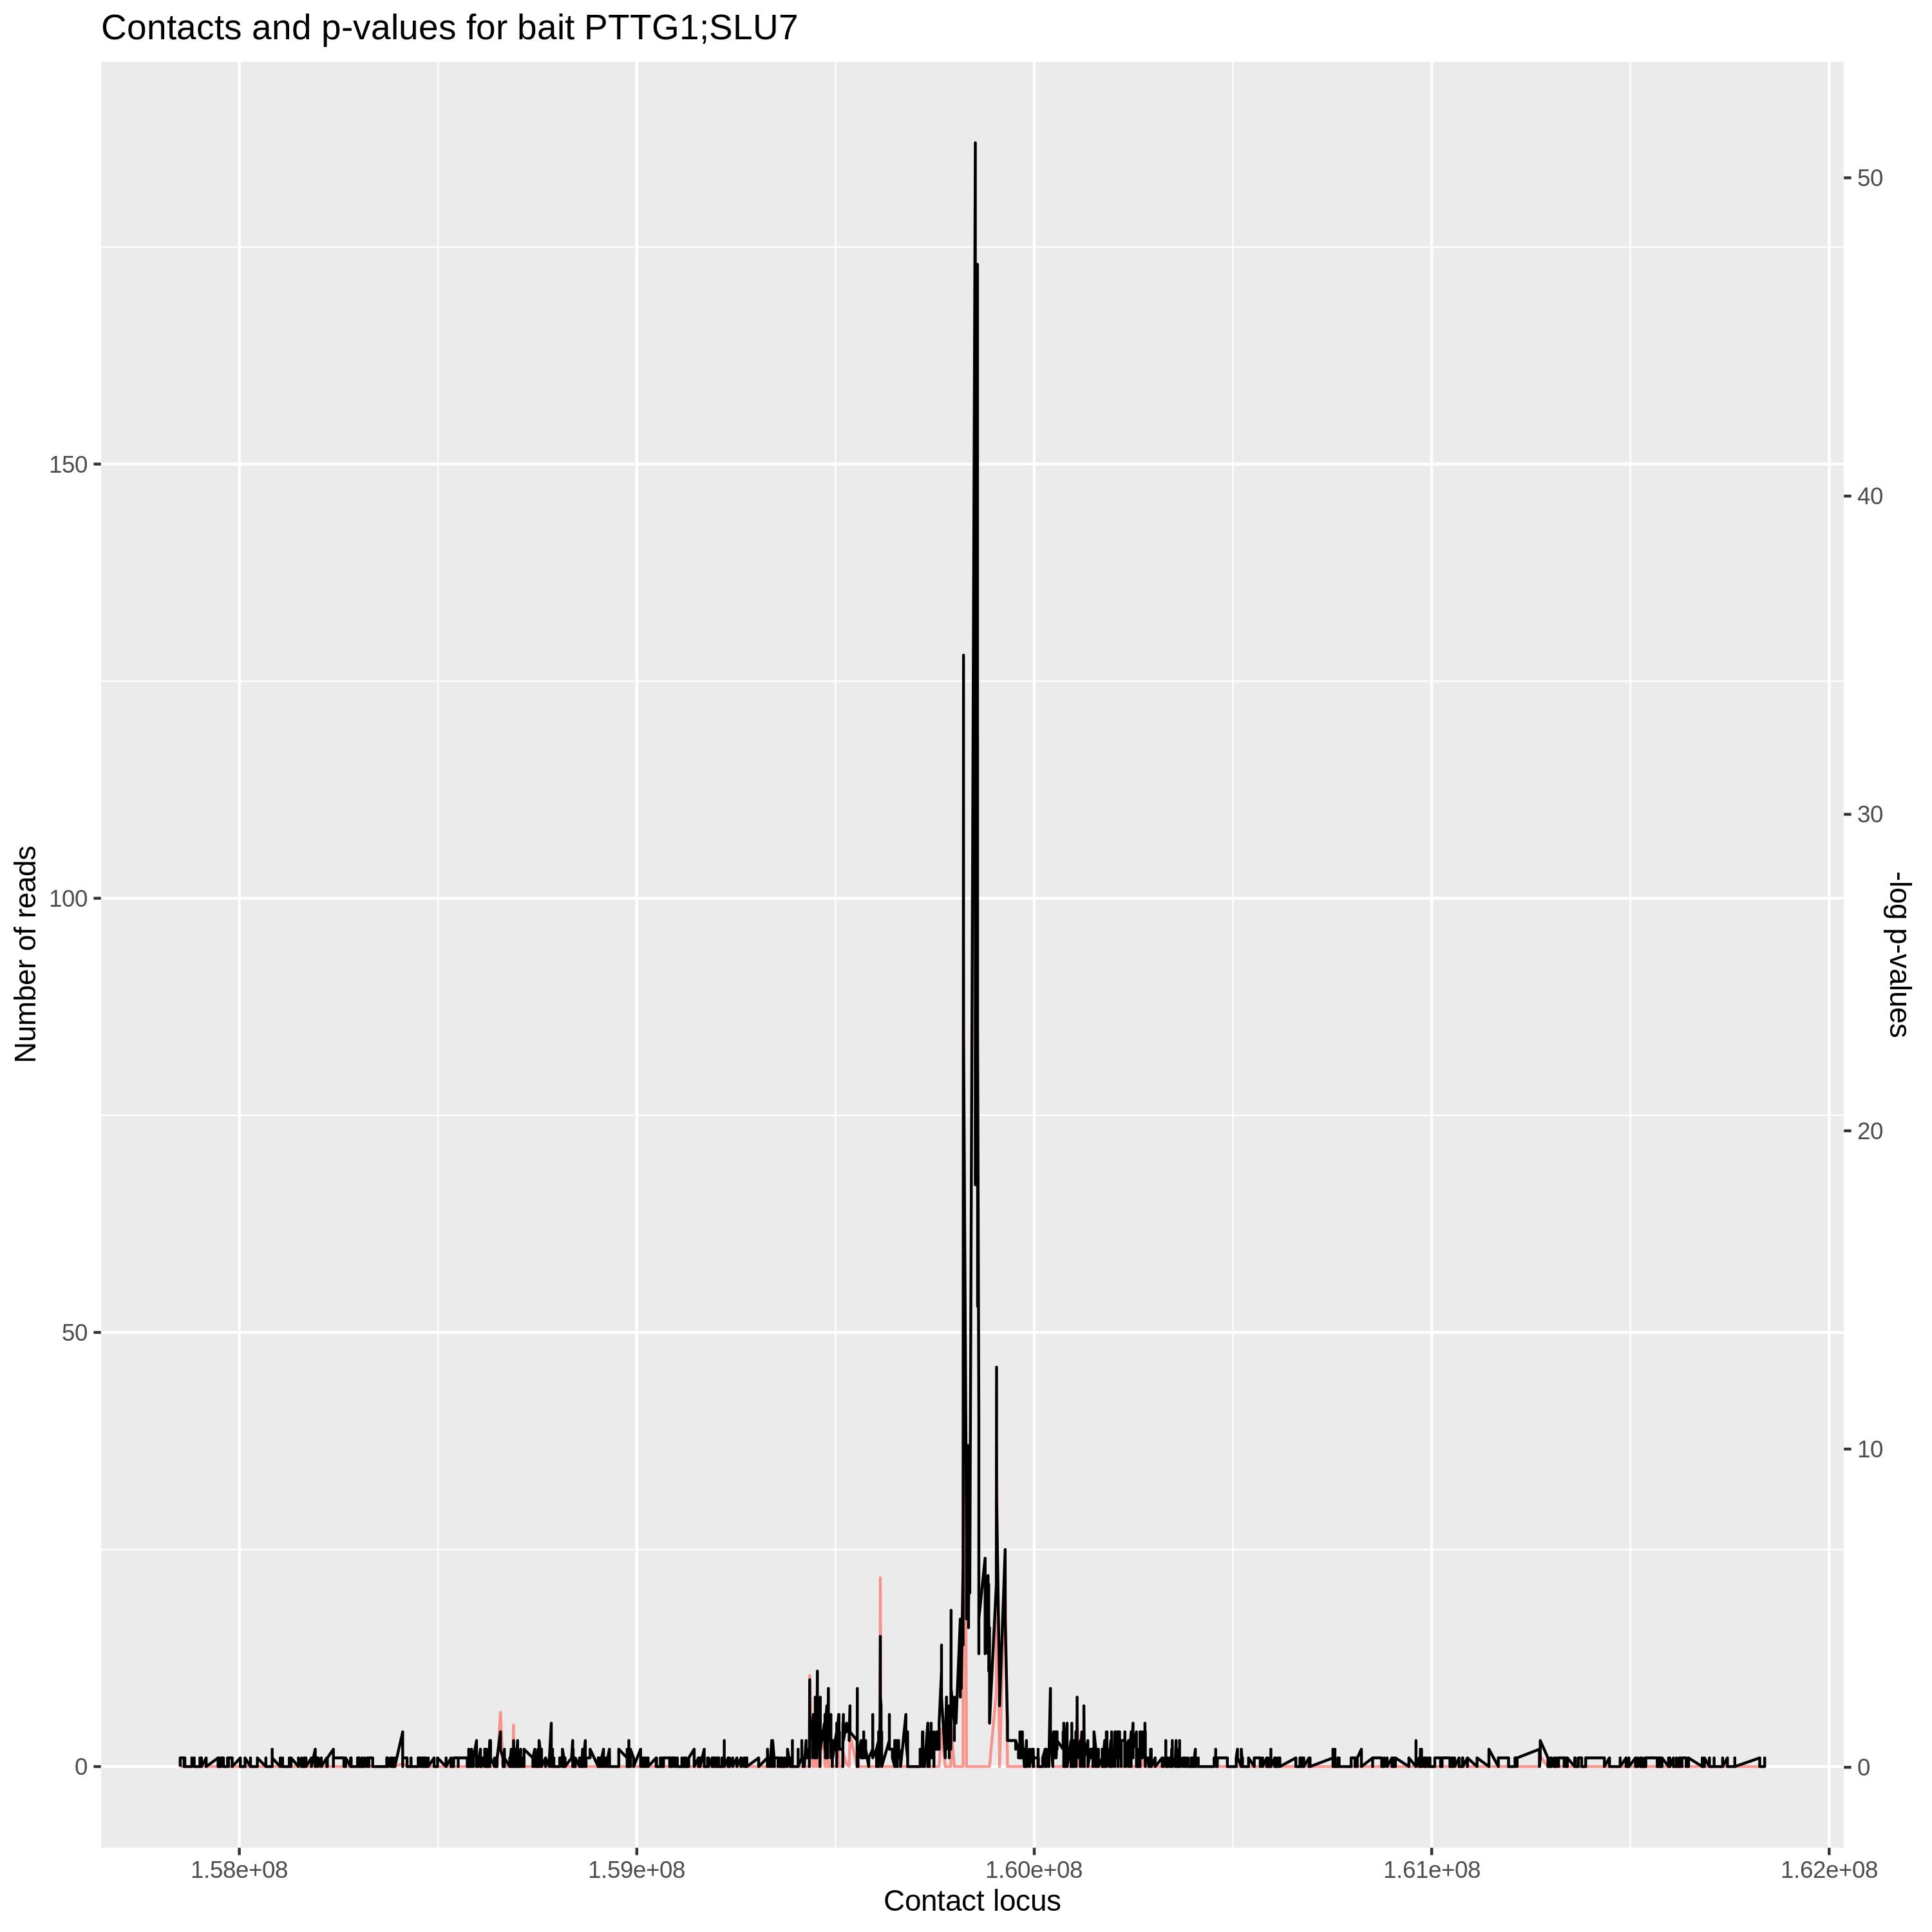 Contacts and p-values for bait PTTG1;SLU7
150
100
50
0
Number of reads
50
40
30
20
10
0
-log p-values
1.58e+08
1.59e+08
1.60e+08
1.61e+08
1.62e+08
Contact locus